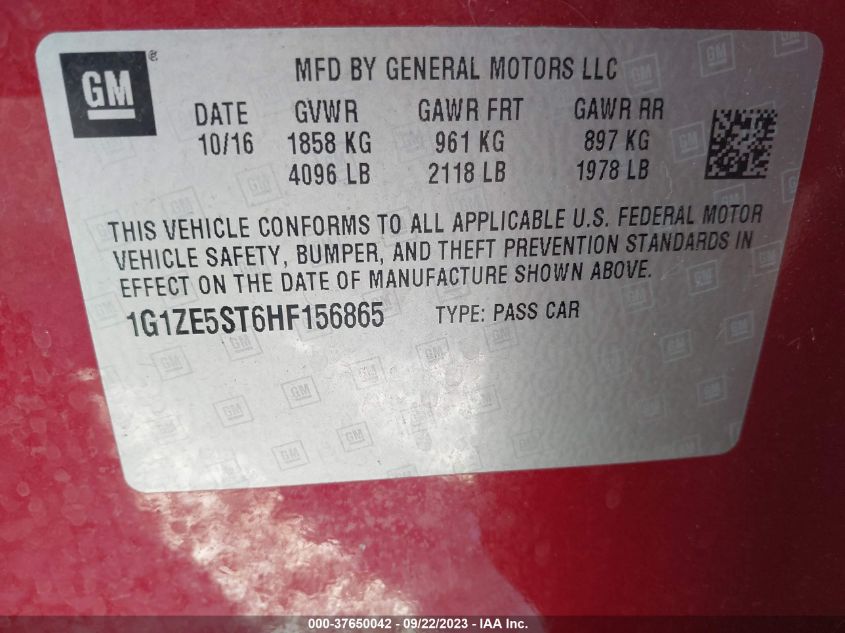 GM®
MFD BY GENERAL MOTORS LLC
DATE GVWR GAWR FRT GAWR RR
10/16 1858 KG 961 KG 897 KG
4096 LB 2118 LB 1978 LB
THIS VEHICLE CONFORMS TO ALL APPLICABLE U.S. FEDERAL MOTOR
VEHICLE SAFETY, BUMPER, AND THEFT PREVENTION STANDARDS IN
EFFECT ON THE DATE OF MANUFACTURE SHOWN ABOVE.
1G1ZE5ST6HF156865 TYPE: PASS CAR
000-37650042 - 09/22/2023 - IAA Inc.